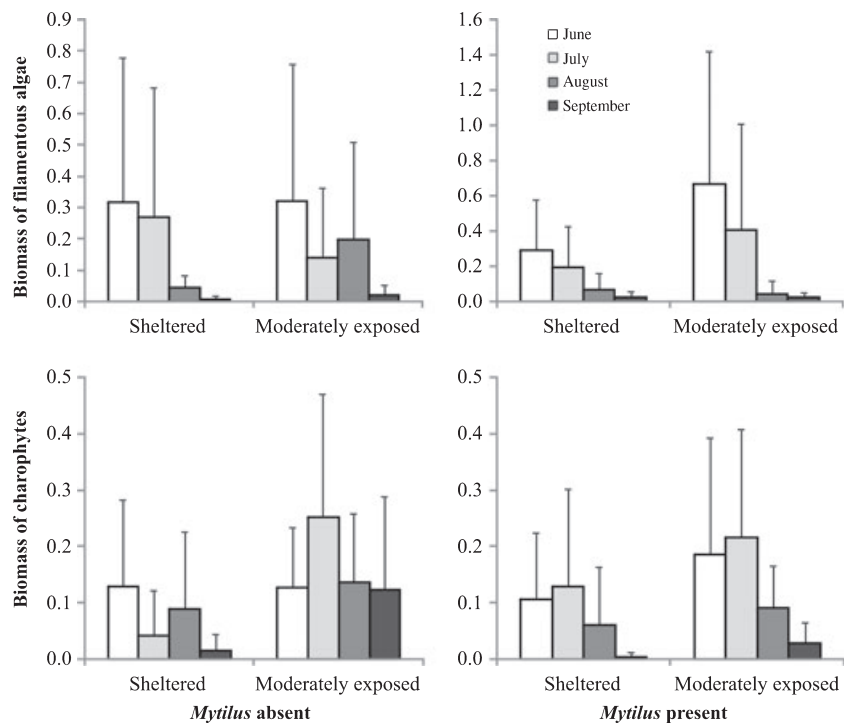 Biomass of filamentous algae
0.9
0.8
0.7
0.6
0.5
0.4
0.3
0.2
0.1
0.0
Sheltered Moderately exposed
1.6
1.4
1.2
1.0
0.8
0.6
0.4
0.2
0.0
June
July
August
September
Sheltered Moderately exposed
Biomass of charophytes
0.5
0.4
0.3
0.2
0.1
0.0
Sheltered Moderately exposed
Mytilus absent
0.5
0.4
0.3
0.2
0.1
0.0
Sheltered Moderately exposed
Mytilus present